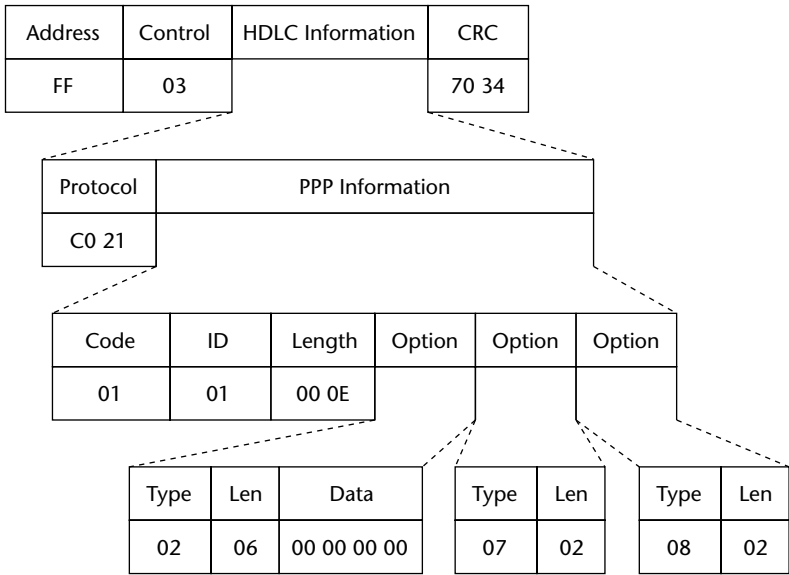 Address Control HDLC Information CRC
FF 03 70 34
Protocol PPP Information
C0 21
Code ID Length Option Option Option
01 01 00 0E
Type Len Data Type Len Type Len
02 06 00 00 00 00 07 02 08 02